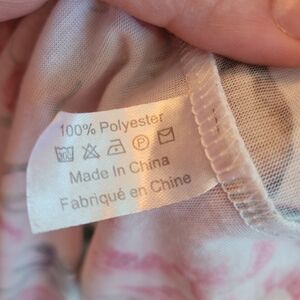 100% Polyester
Made In China
Fabriqué en Chine